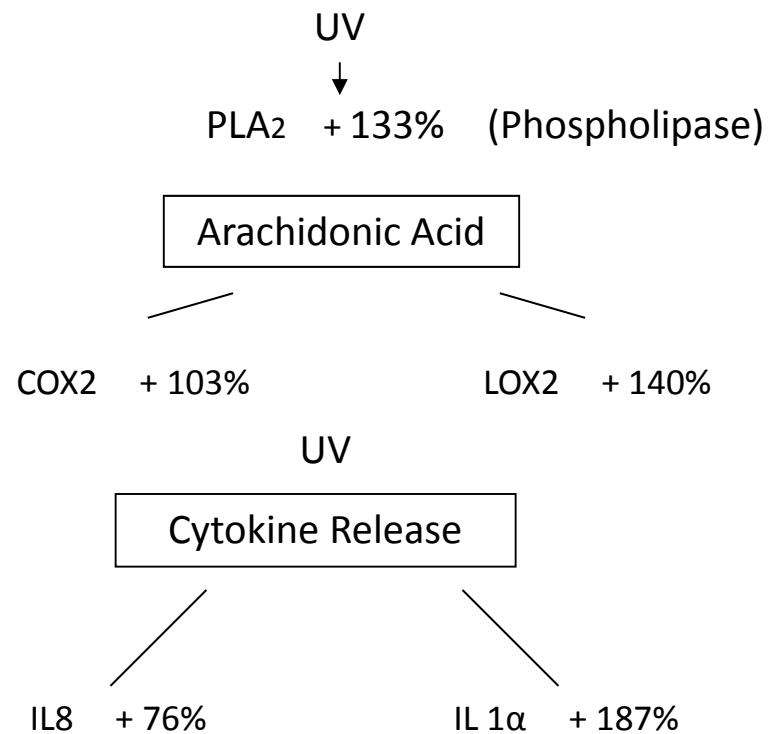 UV
PLA2 + 133% (Phospholipase)
Arachidonic Acid
COX2 + 103% LOX2 + 140%
UV
Cytokine Release
IL8 + 76% IL 1α + 187%